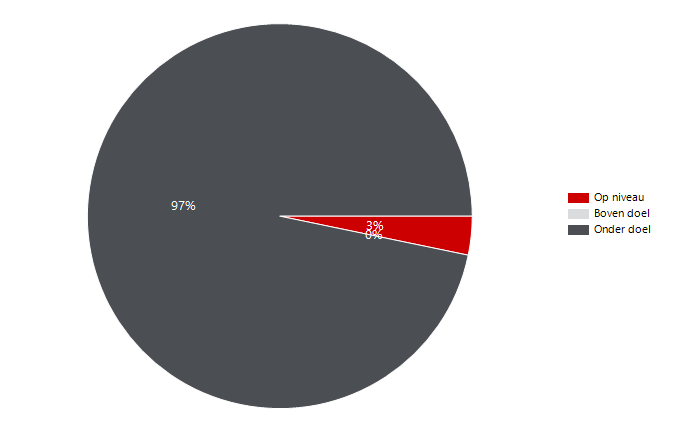 97%
3%
0%
Op niveau
Boven doel
Onder doel